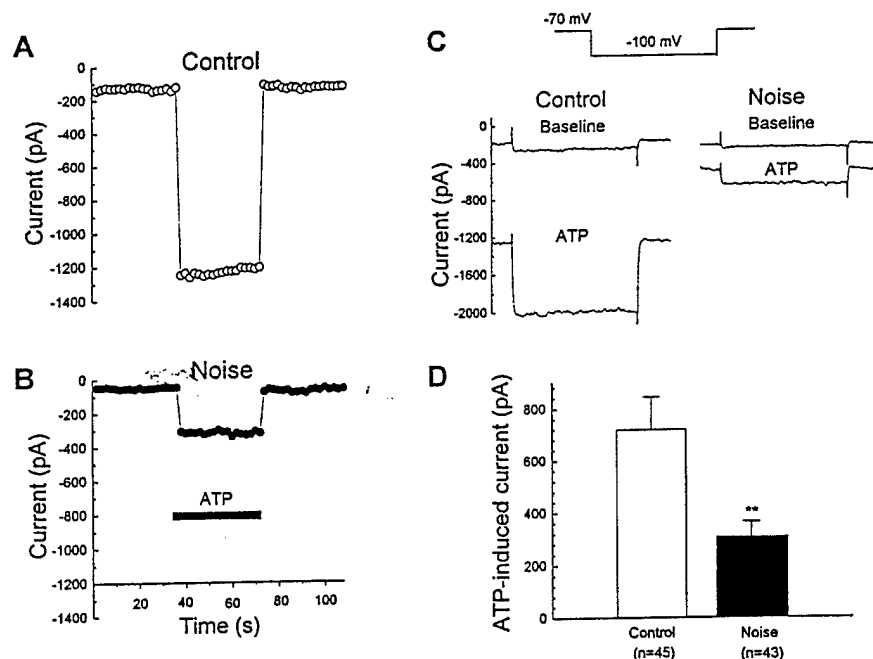 A
Control
0
-200
-400
-600
-800
-1000
-1200
-1400
Current (pA)
B
Noise
0
-200
-400
-600
-800
-1000
-1200
-1400
Current (pA)
ATP
20 40 60 80 100
Time (s)
C
-70 mV
-100 mV
Control
Noise
Baseline
Baseline
ATP
ATP
0
-400
-800
-1200
-1600
-2000
Current (pA)
D
ATP-induced current (pA)
800
600
400
200
0
**
Control
(n=45)
Noise
(n=43)